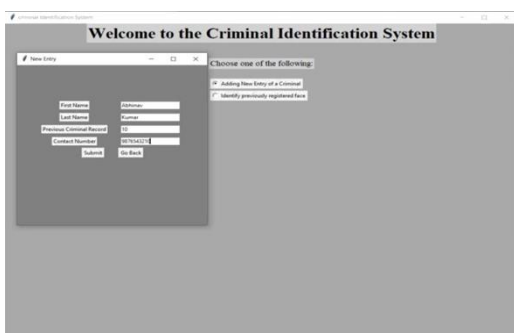 criminal Identification System
Welcome to the Criminal Identification System
New Entry
Choose one of the following:
Adding New Entry of a Criminal
Identify previously registered face
First Name Abhinav
Last Name Kumar
Previous Criminal Record 10
Contact Number 9876543210
Submit Go Back